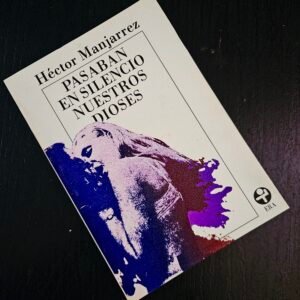 Héctor Manjarrez
PASABAN
EN SILENCIO
NUESTROS
DIOSES
ERA